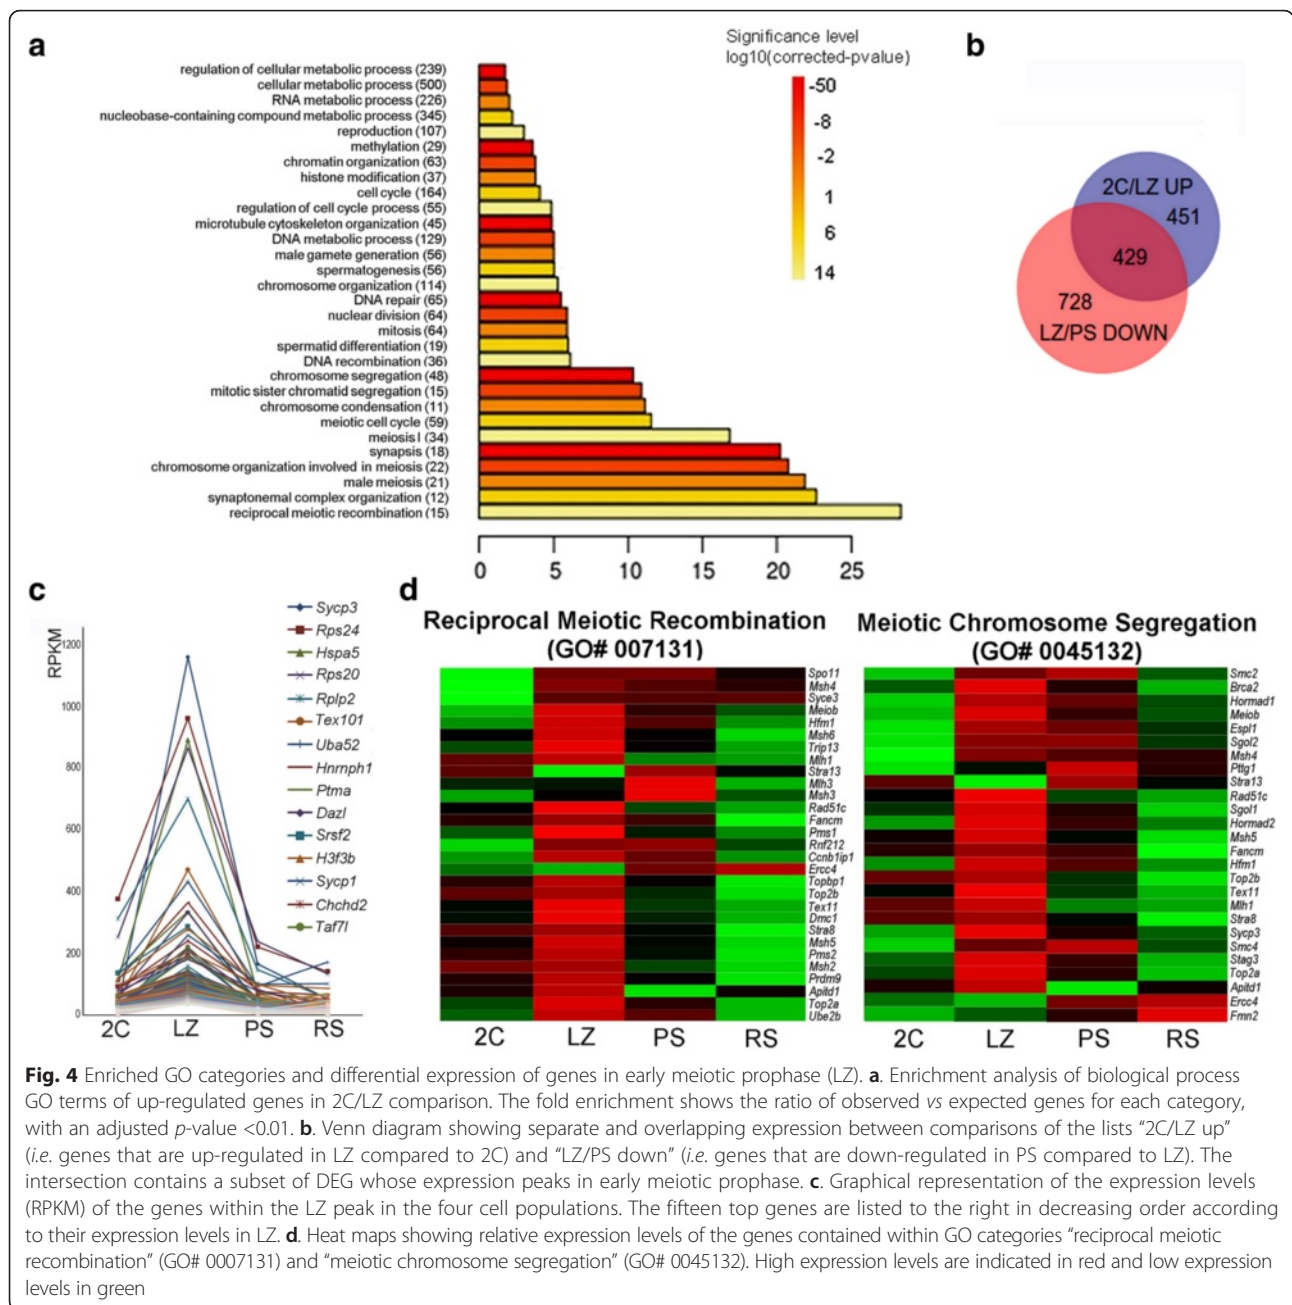 a
Significance level
log10(corrected-pvalue)
-50
-8
-2
1
6
14
regulation of cellular metabolic process (239)
cellular metabolic process (500)
RNA metabolic process (226)
nucleobase-containing compound metabolic process (345)
reproduction (107)
methylation (29)
chromatin organization (63)
histone modification (37)
cell cycle (164)
regulation of cell cycle process (55)
microtubule cytoskeleton organization (45)
DNA metabolic process (129)
male gamete generation (56)
spermatogenesis (56)
chromosome organization (114)
DNA repair (65)
nuclear division (64)
mitosis (64)
spermatid differentiation (19)
DNA recombination (36)
chromosome segregation (48)
mitotic sister chromatid segregation (15)
chromosome condensation (11)
meiotic cell cycle (59)
meiosis I (34)
synapsis (18)
chromosome organization involved in meiosis (22)
male meiosis (21)
synaptonemal complex organization (12)
reciprocal meiotic recombination (15)
0 5 10 15 20 25
b
2C/LZ UP
451
429
728
LZ/PS DOWN
c
RPKM
1200
1000
800
600
400
200
0
2C LZ PS RS
Sycp3
Rps24
Hspa5
Rps20
Rplp2
Tex101
Uba52
Hnrnph1
Ptma
Dazl
Srsf2
H3f3b
Sycp1
Chchd2
Taf7l
d
Reciprocal Meiotic Recombination
(GO# 007131)
Spo11
Msh4
Syce3
Meiob
Hfm1
Msh6
Trip13
Mlh1
Stra13
Mlh3
Msh3
Rad51c
Fancm
Pms1
Rnf212
Ccnb1ip1
Ercc4
Topbp1
Top2b
Tex11
Dmc1
Stra8
Msh5
Pms2
Msh2
Prdm9
Apitd1
Top2a
Ube2b
2C LZ PS RS
Meiotic Chromosome Segregation
(GO# 0045132)
Smc2
Brca2
Hormad1
Meiob
Espl1
Sgol2
Msh4
Pttg1
Stra13
Rad51c
Sgol1
Hormad2
Msh5
Fancm
Hfm1
Top2b
Tex11
Mlh1
Stra8
Sycp3
Smc4
Stag3
Top2a
Apitd1
Ercc4
Fmn2
2C LZ PS RS
Fig. 4 Enriched GO categories and differential expression of genes in early meiotic prophase (LZ). a. Enrichment analysis of biological process
GO terms of up-regulated genes in 2C/LZ comparison. The fold enrichment shows the ratio of observed vs expected genes for each category,
with an adjusted p-value <0.01. b. Venn diagram showing separate and overlapping expression between comparisons of the lists “2C/LZ up”
(i.e. genes that are up-regulated in LZ compared to 2C) and “LZ/PS down” (i.e. genes that are down-regulated in PS compared to LZ). The
intersection contains a subset of DEG whose expression peaks in early meiotic prophase. c. Graphical representation of the expression levels
(RPKM) of the genes within the LZ peak in the four cell populations. The fifteen top genes are listed to the right in decreasing order according
to their expression levels in LZ. d. Heat maps showing relative expression levels of the genes contained within GO categories “reciprocal meiotic
recombination” (GO# 0007131) and “meiotic chromosome segregation” (GO# 0045132). High expression levels are indicated in red and low expression
levels in green